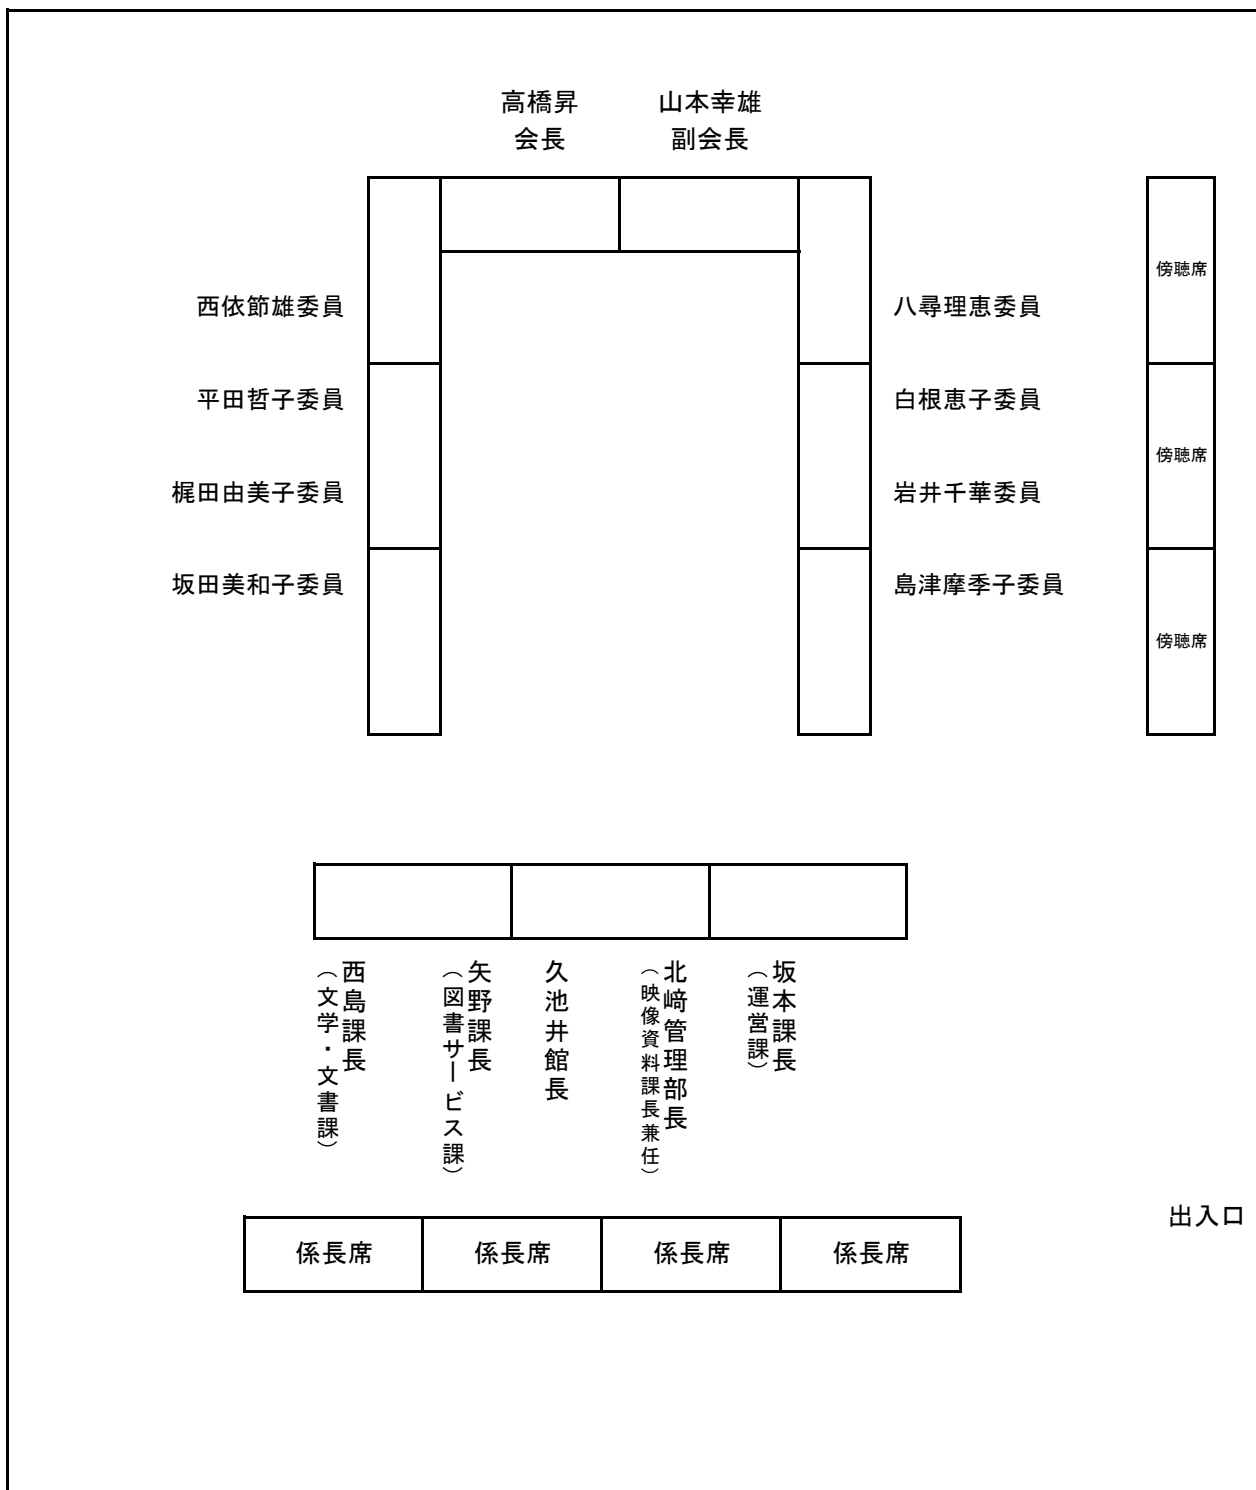 高橋昇
会長
山本幸雄
副会長
西依節雄委員
平田哲子委員
梶田由美子委員
坂田美和子委員
八尋理恵委員
白根恵子委員
岩井千華委員
島津摩季子委員
傍聴席
傍聴席
傍聴席
西島課長
（文学・文書課）
矢野課長
（図書サービス課）
久池井館長
北﨑管理部長
（映像資料課長兼任）
坂本課長
（運営課）
出入口
係長席
係長席
係長席
係長席